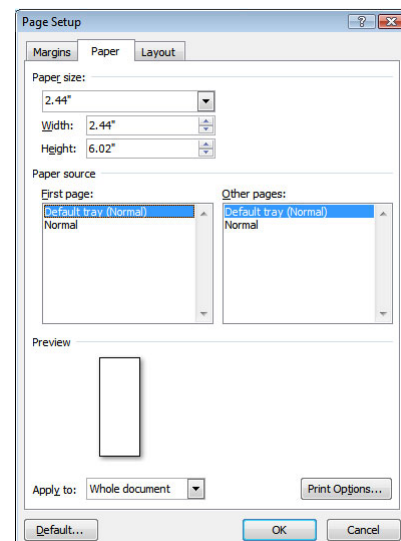 Page Setup
Margins Paper Layout
Paper size:
2.44"
Width: 2.44"
Height: 6.02"
Paper source
First page: Other pages:
Default tray (Normal) Default tray (Normal)
Normal Normal
Preview
Apply to: Whole document Print Options...
Default... OK Cancel